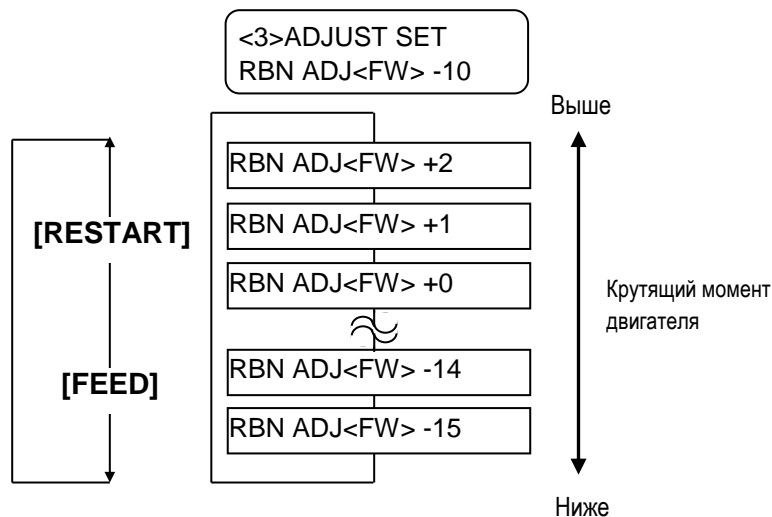 <3>ADJUST SET
RBN ADJ<FW> -10
Выше
RBN ADJ<FW> +2
[RESTART]
RBN ADJ<FW> +1
RBN ADJ<FW> +0
Крутящий момент
двигателя
RBN ADJ<FW> -14
[FEED]
RBN ADJ<FW> -15
Ниже